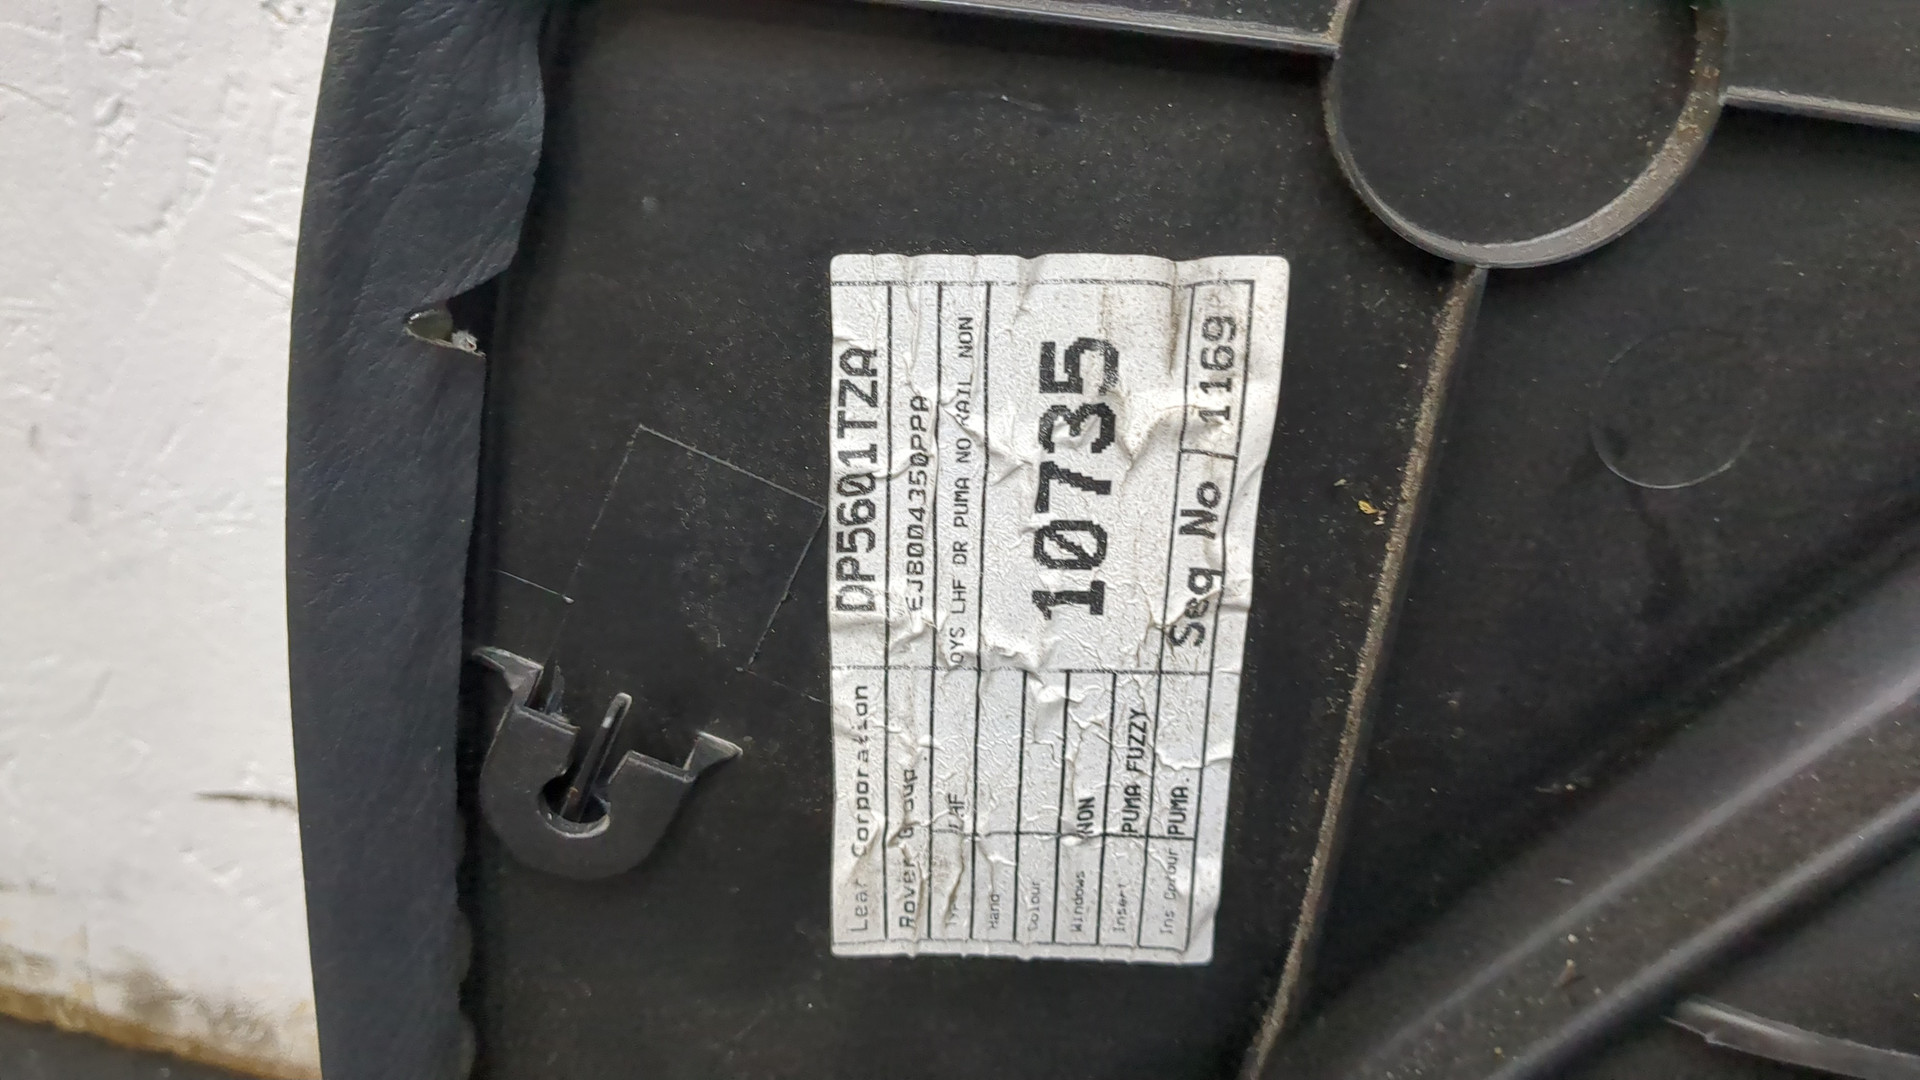 Lear Corporation DP5601TZA
Rover Group EJB004350PPA
LHF OYS LHF DR PUMA NO RAIL NON
Hand
Colour
10735
Windows NON
Insert PUMA FUZZY
Ins Colour PUMA.
Seq No 1169